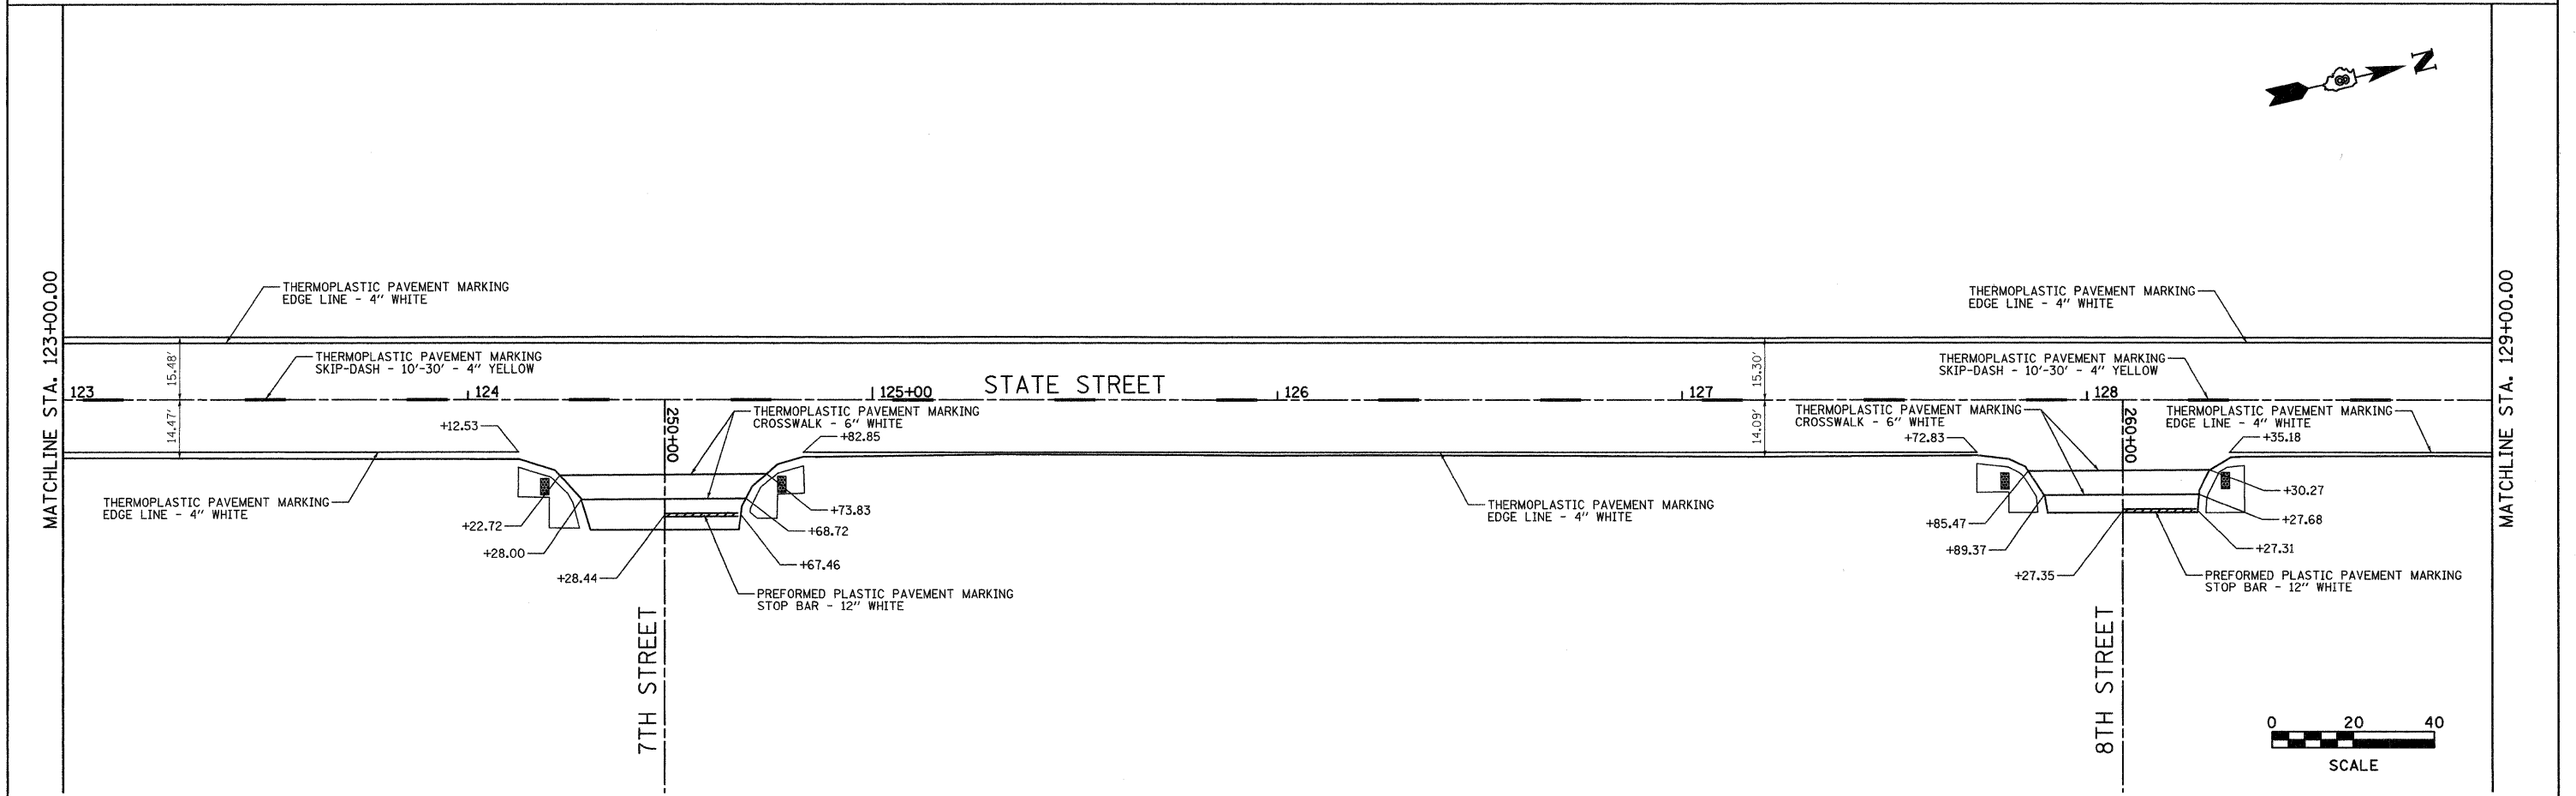 N
MATCHLINE STA. 123+00.00
MATCHLINE STA. 129+00.00
THERMOPLASTIC PAVEMENT MARKING
EDGE LINE - 4" WHITE
THERMOPLASTIC PAVEMENT MARKING
EDGE LINE - 4" WHITE
15.48'
THERMOPLASTIC PAVEMENT MARKING
SKIP-DASH - 10'-30' - 4" YELLOW
15.30'
THERMOPLASTIC PAVEMENT MARKING
SKIP-DASH - 10'-30' - 4" YELLOW
123
124
125+00
STATE STREET
126
127
128
14.47'
+12.53
250+00
THERMOPLASTIC PAVEMENT MARKING
CROSSWALK - 6" WHITE
+82.85
14.09'
THERMOPLASTIC PAVEMENT MARKING
CROSSWALK - 6" WHITE
+72.83
260+00
THERMOPLASTIC PAVEMENT MARKING
EDGE LINE - 4" WHITE
+35.18
THERMOPLASTIC PAVEMENT MARKING
EDGE LINE - 4" WHITE
+22.72
+28.00
+28.44
+73.83
+68.72
+67.46
PREFORMED PLASTIC PAVEMENT MARKING
STOP BAR - 12" WHITE
THERMOPLASTIC PAVEMENT MARKING
EDGE LINE - 4" WHITE
+85.47
+89.37
+27.35
+30.27
+27.68
+27.31
PREFORMED PLASTIC PAVEMENT MARKING
STOP BAR - 12" WHITE
7TH STREET
8TH STREET
0 20 40
SCALE